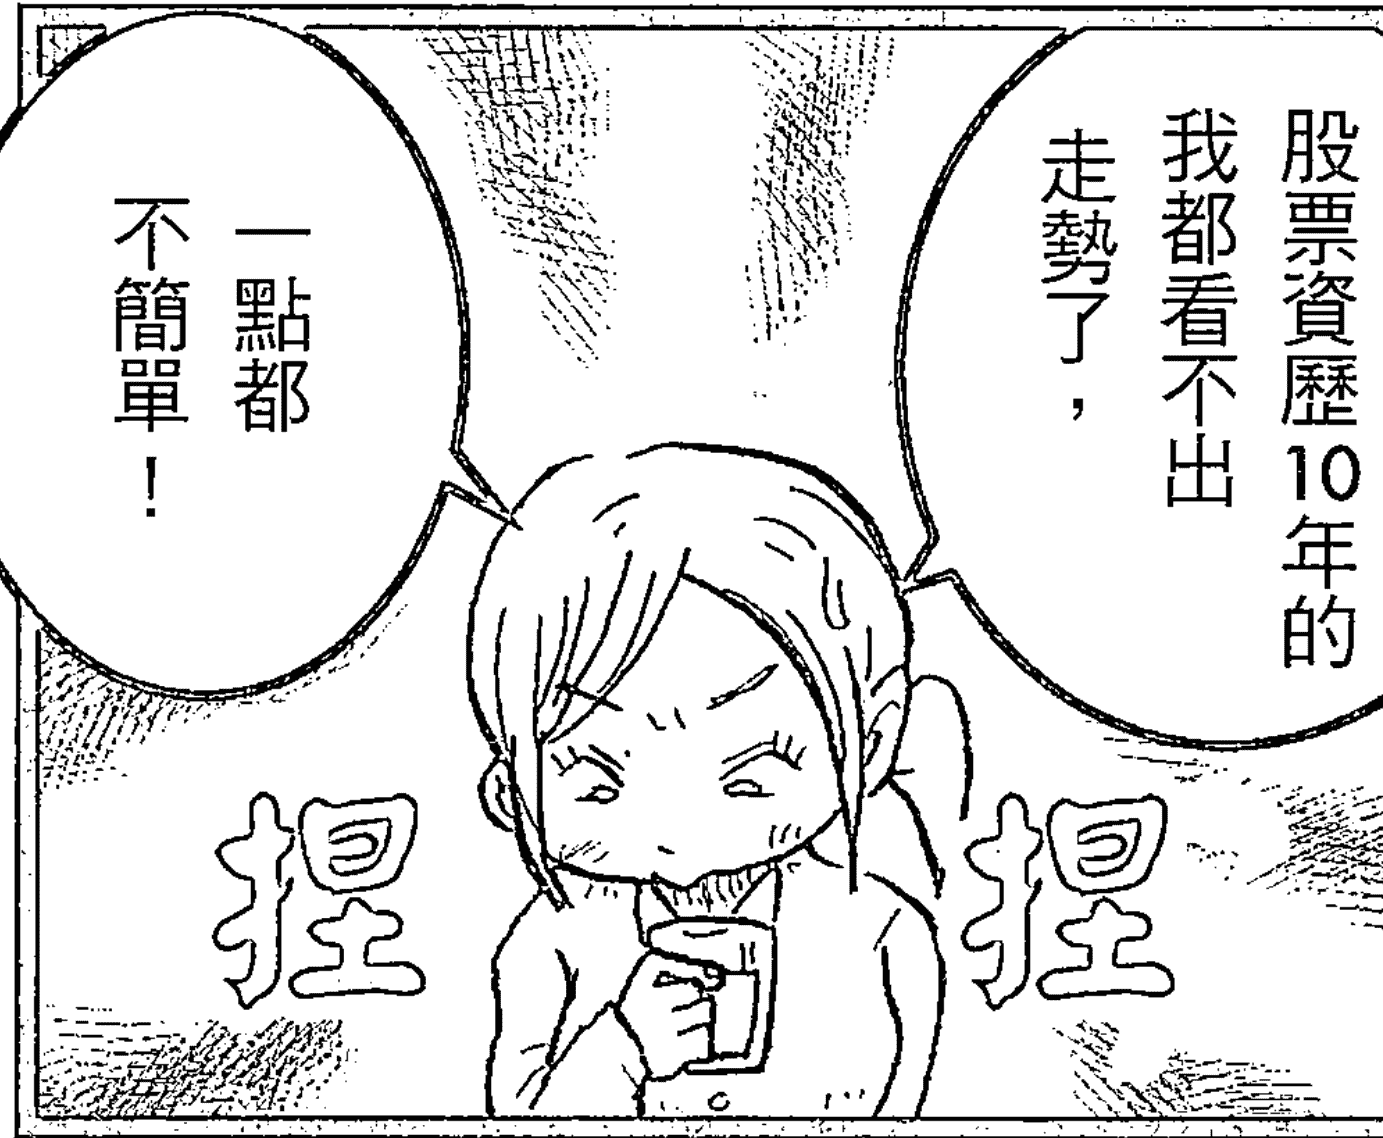 股票資歷10年的
我都看不出
走勢了，
一點都
不簡單！
捏
捏